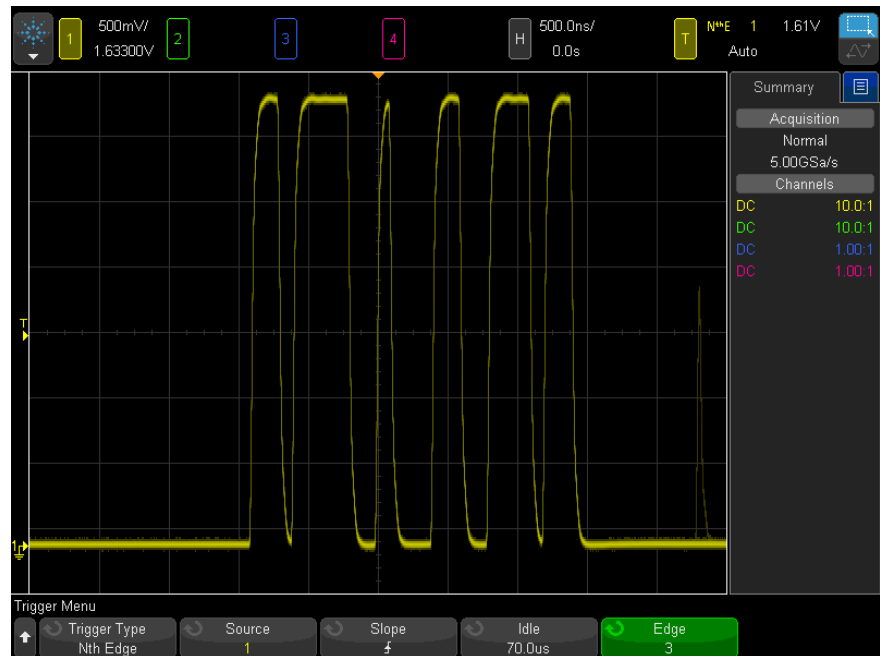 1 500mV/ 1.63300V 2 3 4 H 500.0ns/ 0.0s T NthE 1 1.61V Auto
Summary
Acquisition
Normal
5.00GSa/s
Channels
DC 10.0:1
DC 10.0:1
DC 1.00:1
DC 1.00:1
T
1
Trigger Menu
Trigger Type Nth Edge
Source 1
Slope
Idle 70.0us
Edge 3